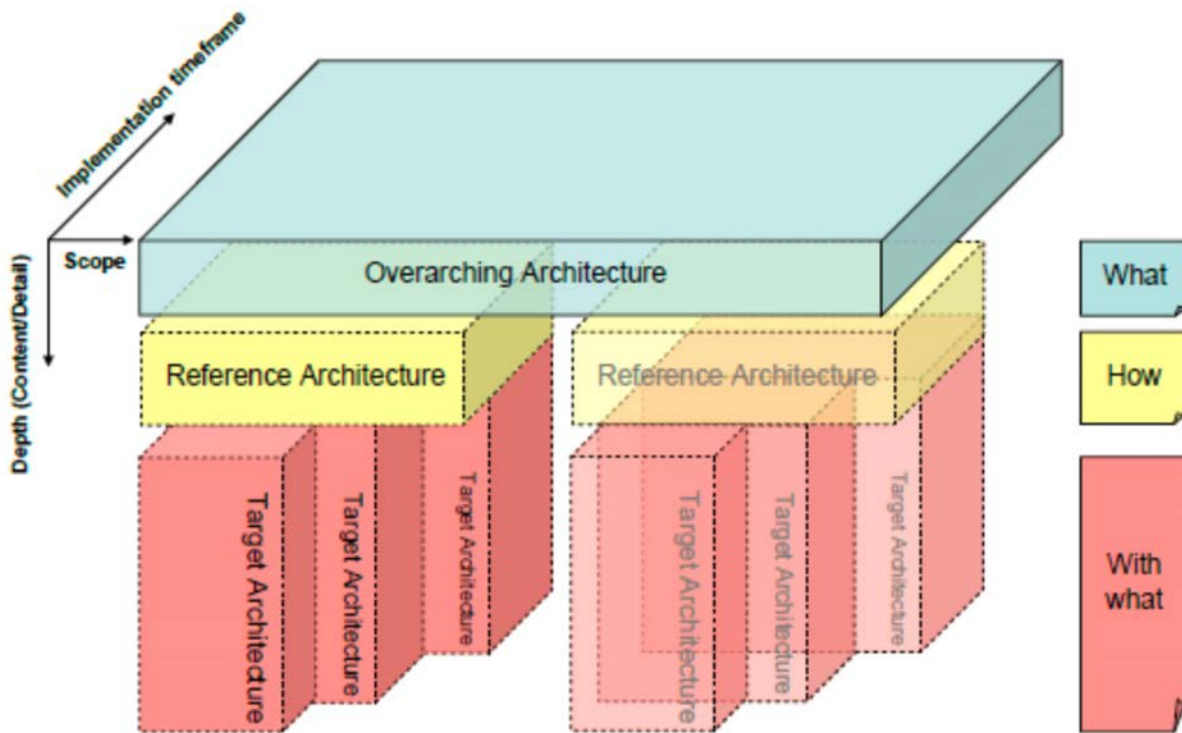 Implementation timeframe
Scope
Depth (Content/Detail)
Overarching Architecture
What
Reference Architecture
Reference Architecture
How
Target Architecture
Target Architecture
Target Architecture
Target Architecture
Target Architecture
Target Architecture
With
what